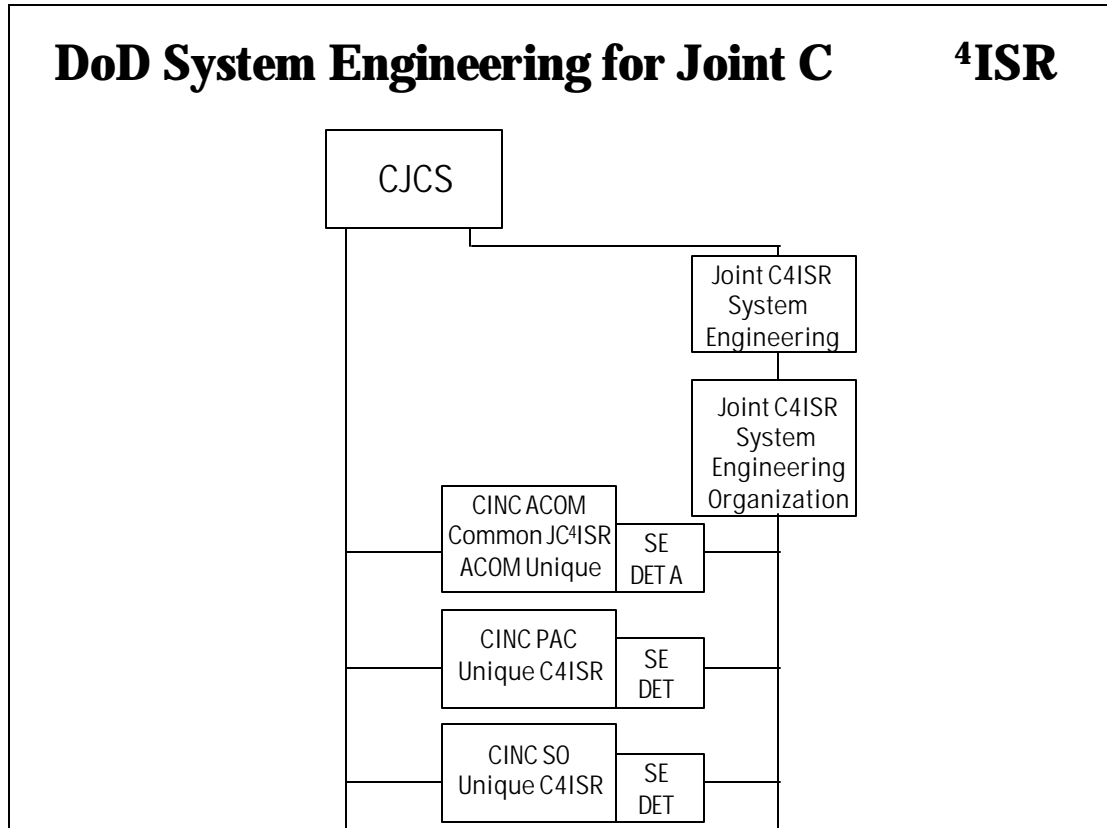 DoD System Engineering for Joint C ⁴ISR
CJCS
Joint C4ISR
System
Engineering
Joint C4ISR
System
Engineering
Organization
CINC ACOM
Common JC⁴ISR
ACOM Unique
SE
DET A
CINC PAC
Unique C4ISR
SE
DET
CINC SO
Unique C4ISR
SE
DET